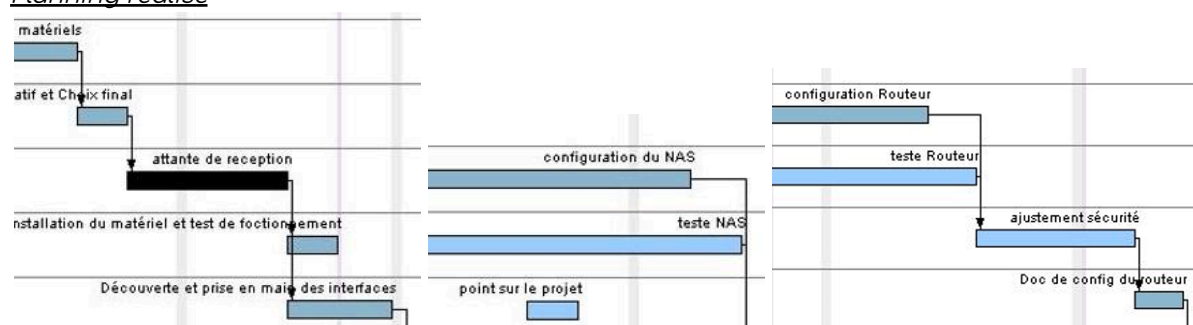 Planning réalisé
matériels
atif et Choix final
attante de reception
nstallation du matériel et test de foctionnement
Découverte et prise en main des interfaces
configuration du NAS
teste NAS
point sur le projet
configuration Routeur
teste Routeur
ajustement sécurité
Doc de config du routeur